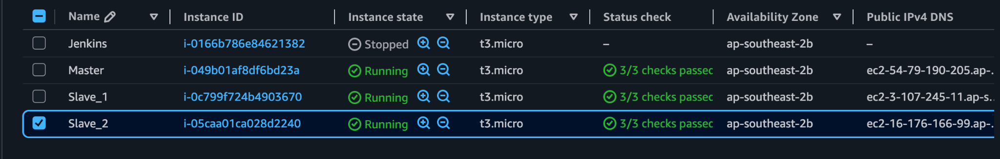 Name Instance ID Instance state Instance type Status check Availability Zone Public IPv4 DNS
Jenkins i-0166b786e84621382 Stopped t3.micro – ap-southeast-2b –
Master i-049b01af8df6bd23a Running t3.micro 3/3 checks passec ap-southeast-2b ec2-54-79-190-205.ap-...
Slave_1 i-0c799f724b4903670 Running t3.micro 3/3 checks passec ap-southeast-2b ec2-3-107-245-11.ap-s...
Slave_2 i-05caa01ca028d2240 Running t3.micro 3/3 checks passec ap-southeast-2b ec2-16-176-166-99.ap-...